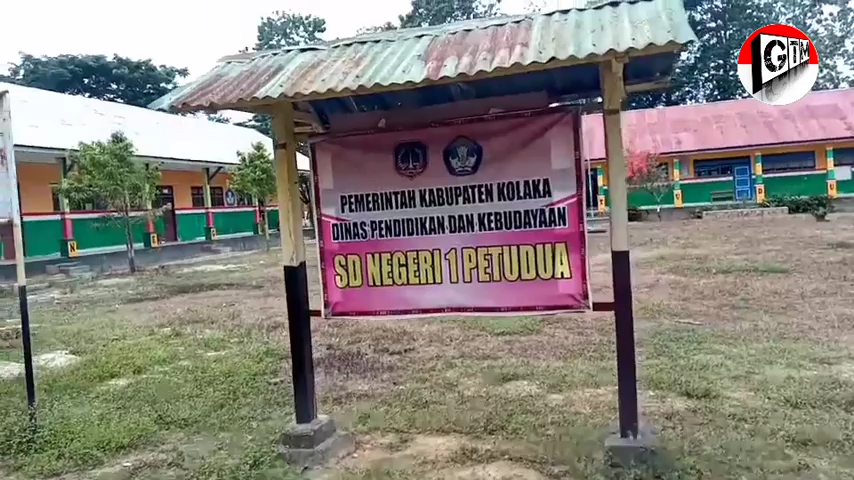 GTM
PEMERINTAH KABUPATEN KOLAKA
DINAS PENDIDIKAN DAN KEBUDAYAAN
SD NEGERI 1 PETUDUA